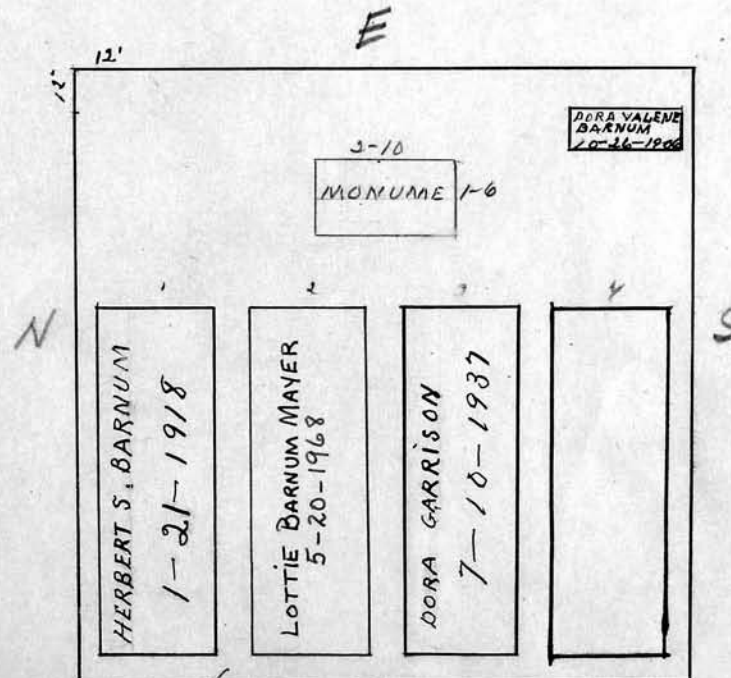 E
12'
12'
DORA VALENE
BARNUM
10-26-1906
2-10
MONUME
1-6
1
2
3
4
N
S
HERBERT S. BARNUM
1-21-1918
LOTTIE BARNUM MAYER
5-20-1968
DORA GARRISON
7-10-1937